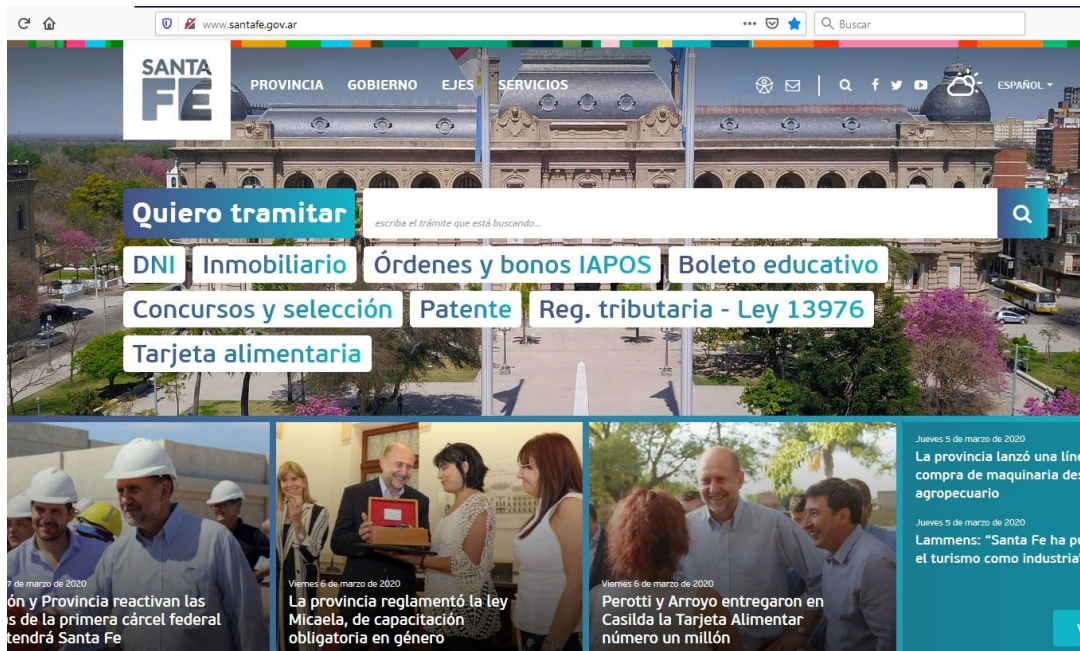 www.santafe.gov.ar
Buscar
SANTA
FE
PROVINCIA GOBIERNO EJES SERVICIOS
ESPAÑOL
Quiero tramitar
escriba el trámite que está buscando...
DNI Inmobiliario Órdenes y bonos IAPOS Boleto educativo
Concursos y selección Patente Reg. tributaria - Ley 13976
Tarjeta alimentaria
7 de marzo de 2020
ón y Provincia reactivan las
s de la primera cárcel federal
tendrá Santa Fe
Viernes 6 de marzo de 2020
La provincia reglamentó la ley
Micaela, de capacitación
obligatoria en género
Viernes 6 de marzo de 2020
Perotti y Arroyo entregaron en
Casilda la Tarjeta Alimentar
número un millón
Jueves 5 de marzo de 2020
La provincia lanzó una líne
compra de maquinaria des
agropecuario
Jueves 5 de marzo de 2020
Lammens: “Santa Fe ha pu
el turismo como industria”